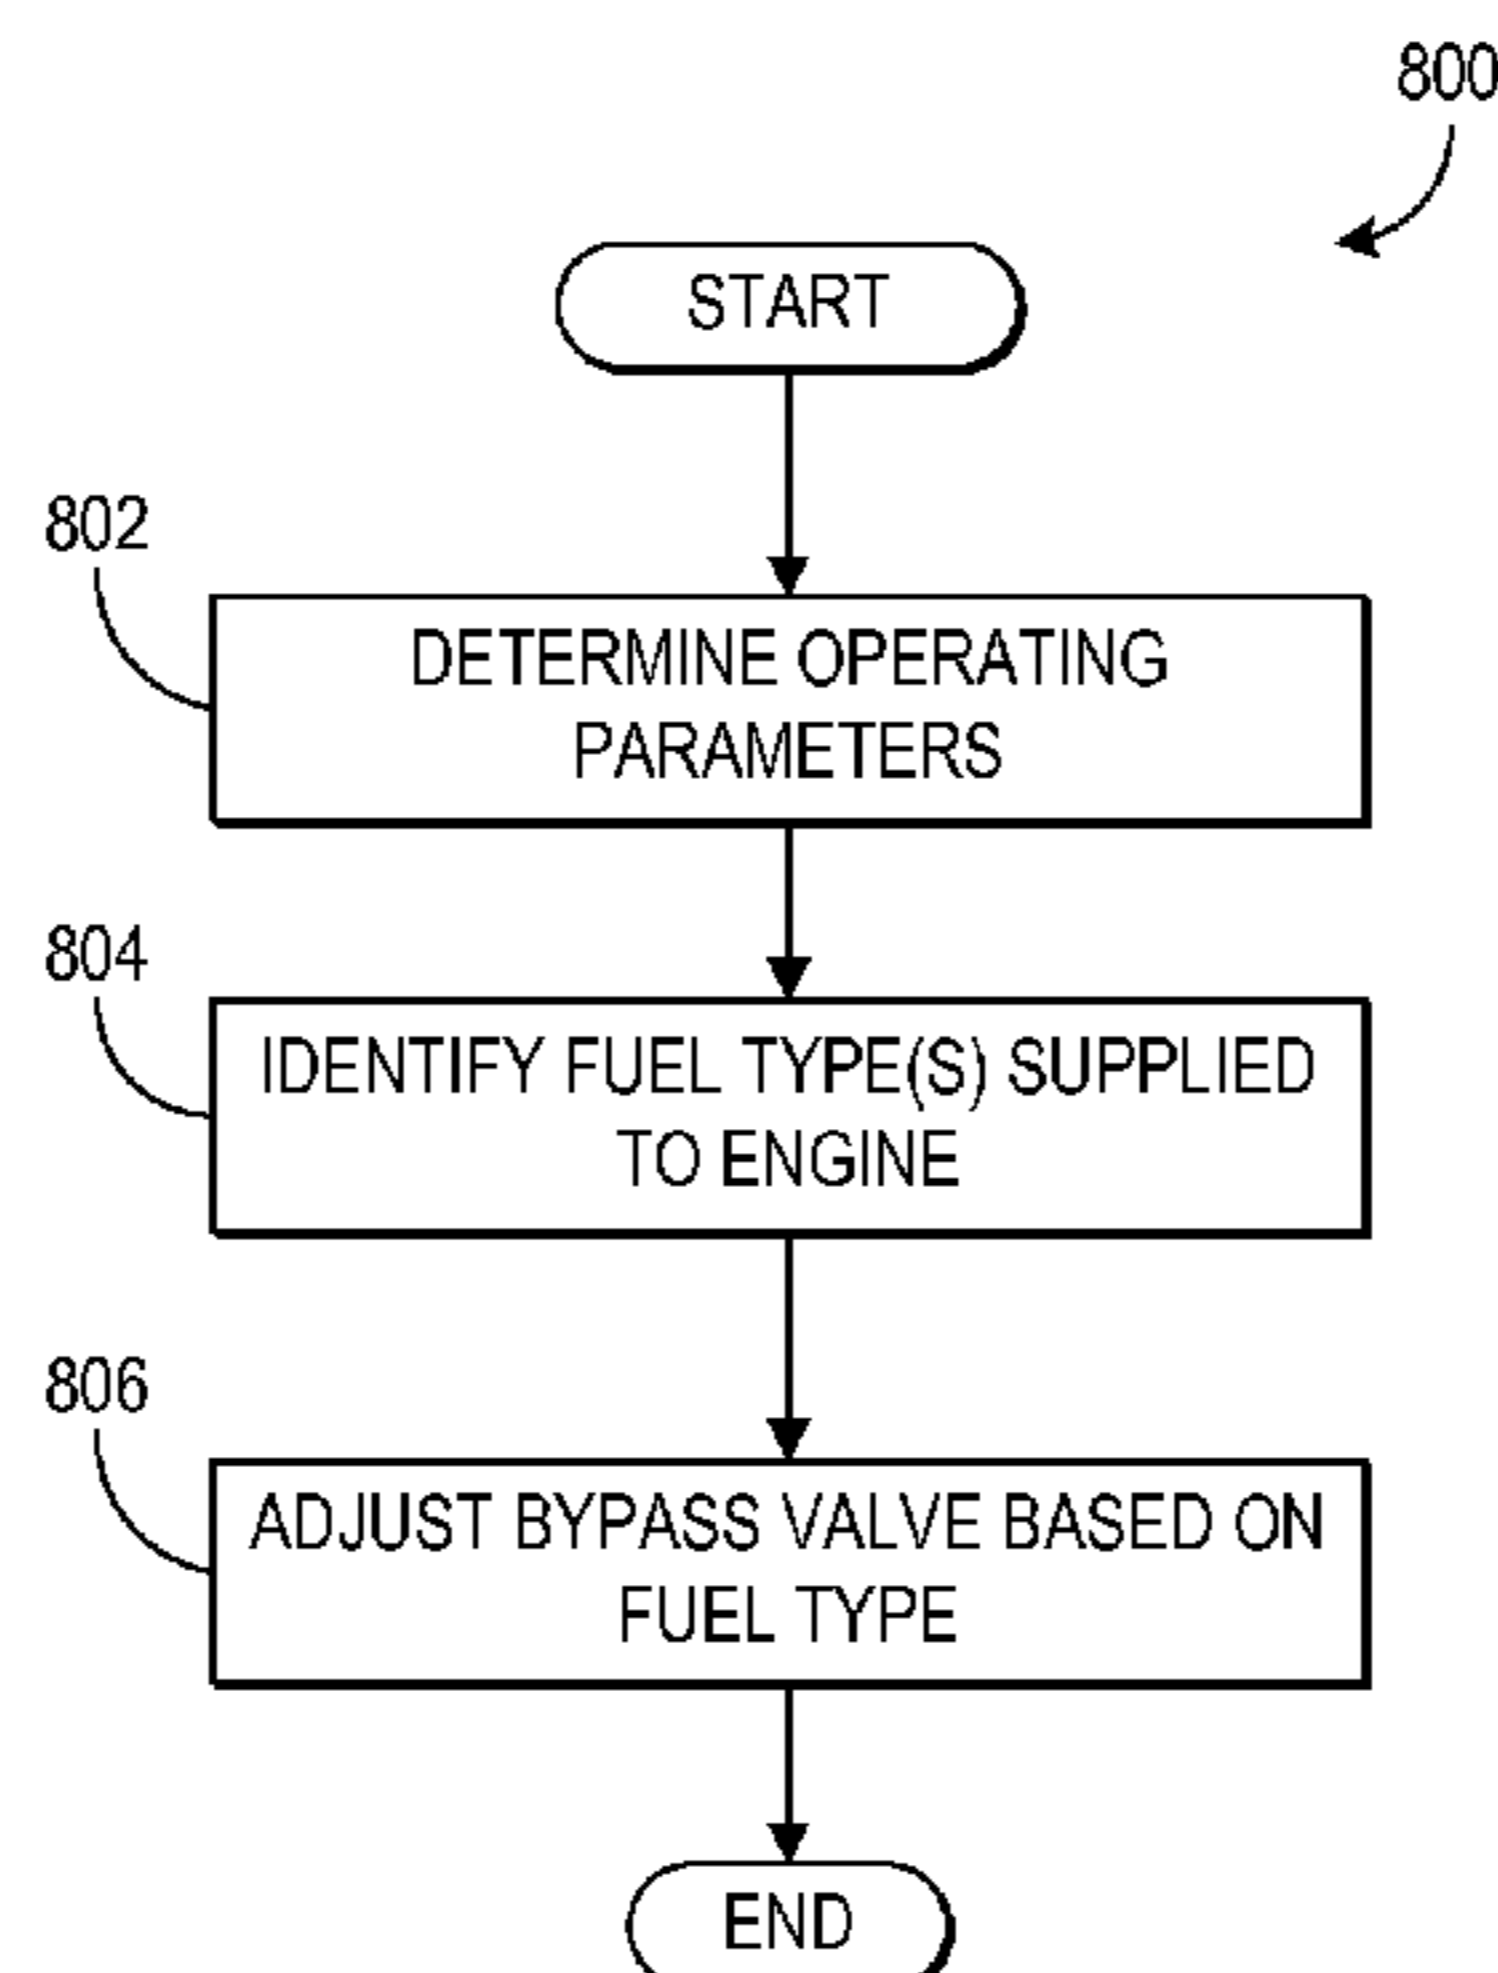 800
START
802
DETERMINE OPERATING
PARAMETERS
804
IDENTIFY FUEL TYPE(S) SUPPLIED
TO ENGINE
806
ADJUST BYPASS VALVE BASED ON
FUEL TYPE
END